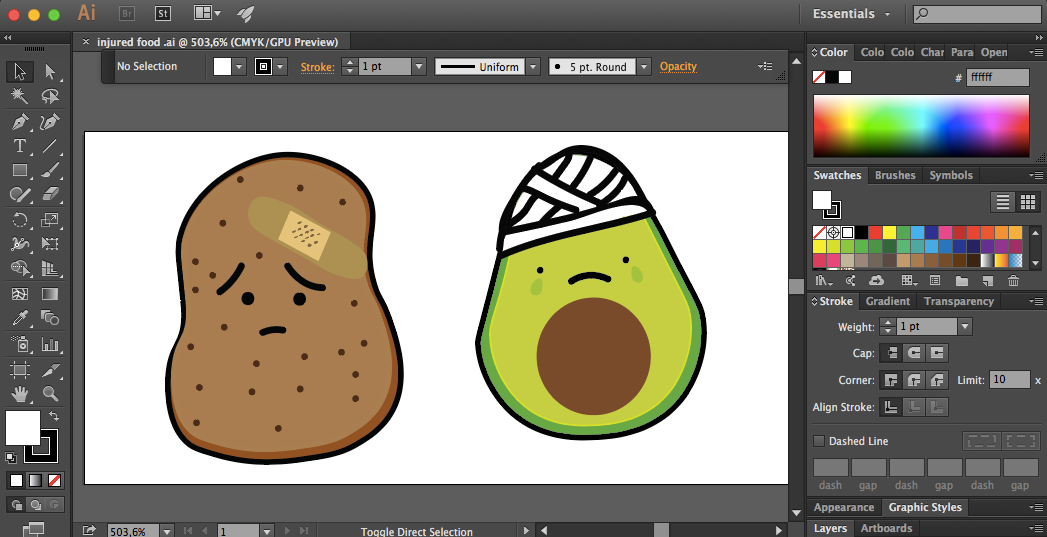 Ai Br St Essentials
× injured food .ai @ 503,6% (CMYK/GPU Preview)
No Selection Stroke: 1 pt Uniform 5 pt. Round Opacity
Color Colo Colo Char Para Open
# ffffff
Swatches Brushes Symbols
Stroke Gradient Transparency
Weight: 1 pt
Cap:
Corner: Limit: 10 x
Align Stroke:
Dashed Line
dash gap dash gap dash gap
Appearance Graphic Styles
Layers Artboards
503,6% 1 Toggle Direct Selection